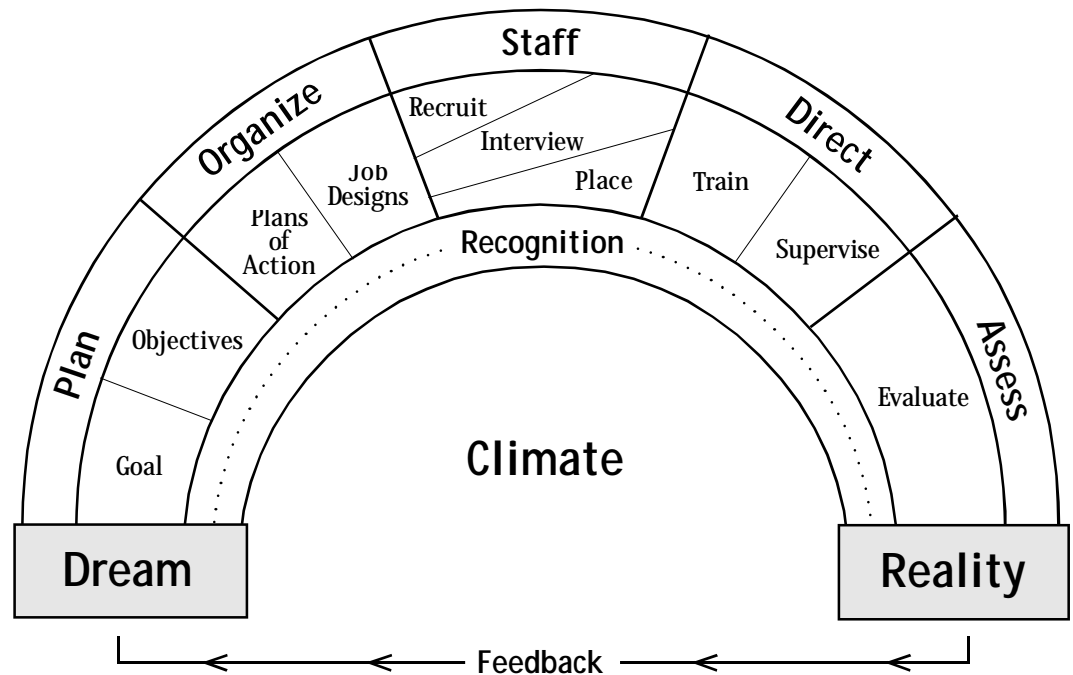 Staff
Organize
Direct
Plan
Assess
Recruit
Interview
Place
Job
Designs
Plans
of
Action
Train
Supervise
Objectives
Goal
Evaluate
Recognition
Climate
Dream
Reality
Feedback